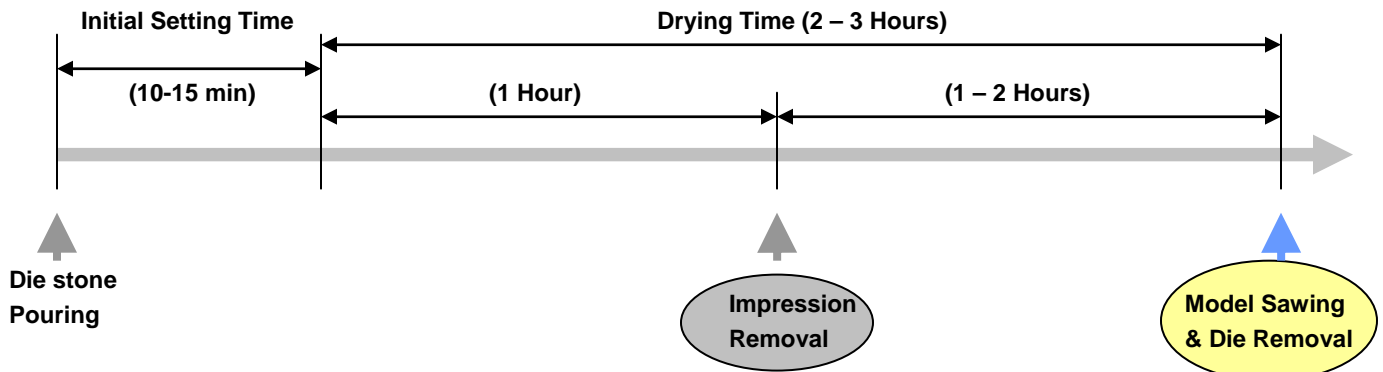 Initial Setting Time
Drying Time (2 – 3 Hours)
(10-15 min)
(1 Hour)
(1 – 2 Hours)
Die stone
Pouring
Impression
Removal
Model Sawing
& Die Removal